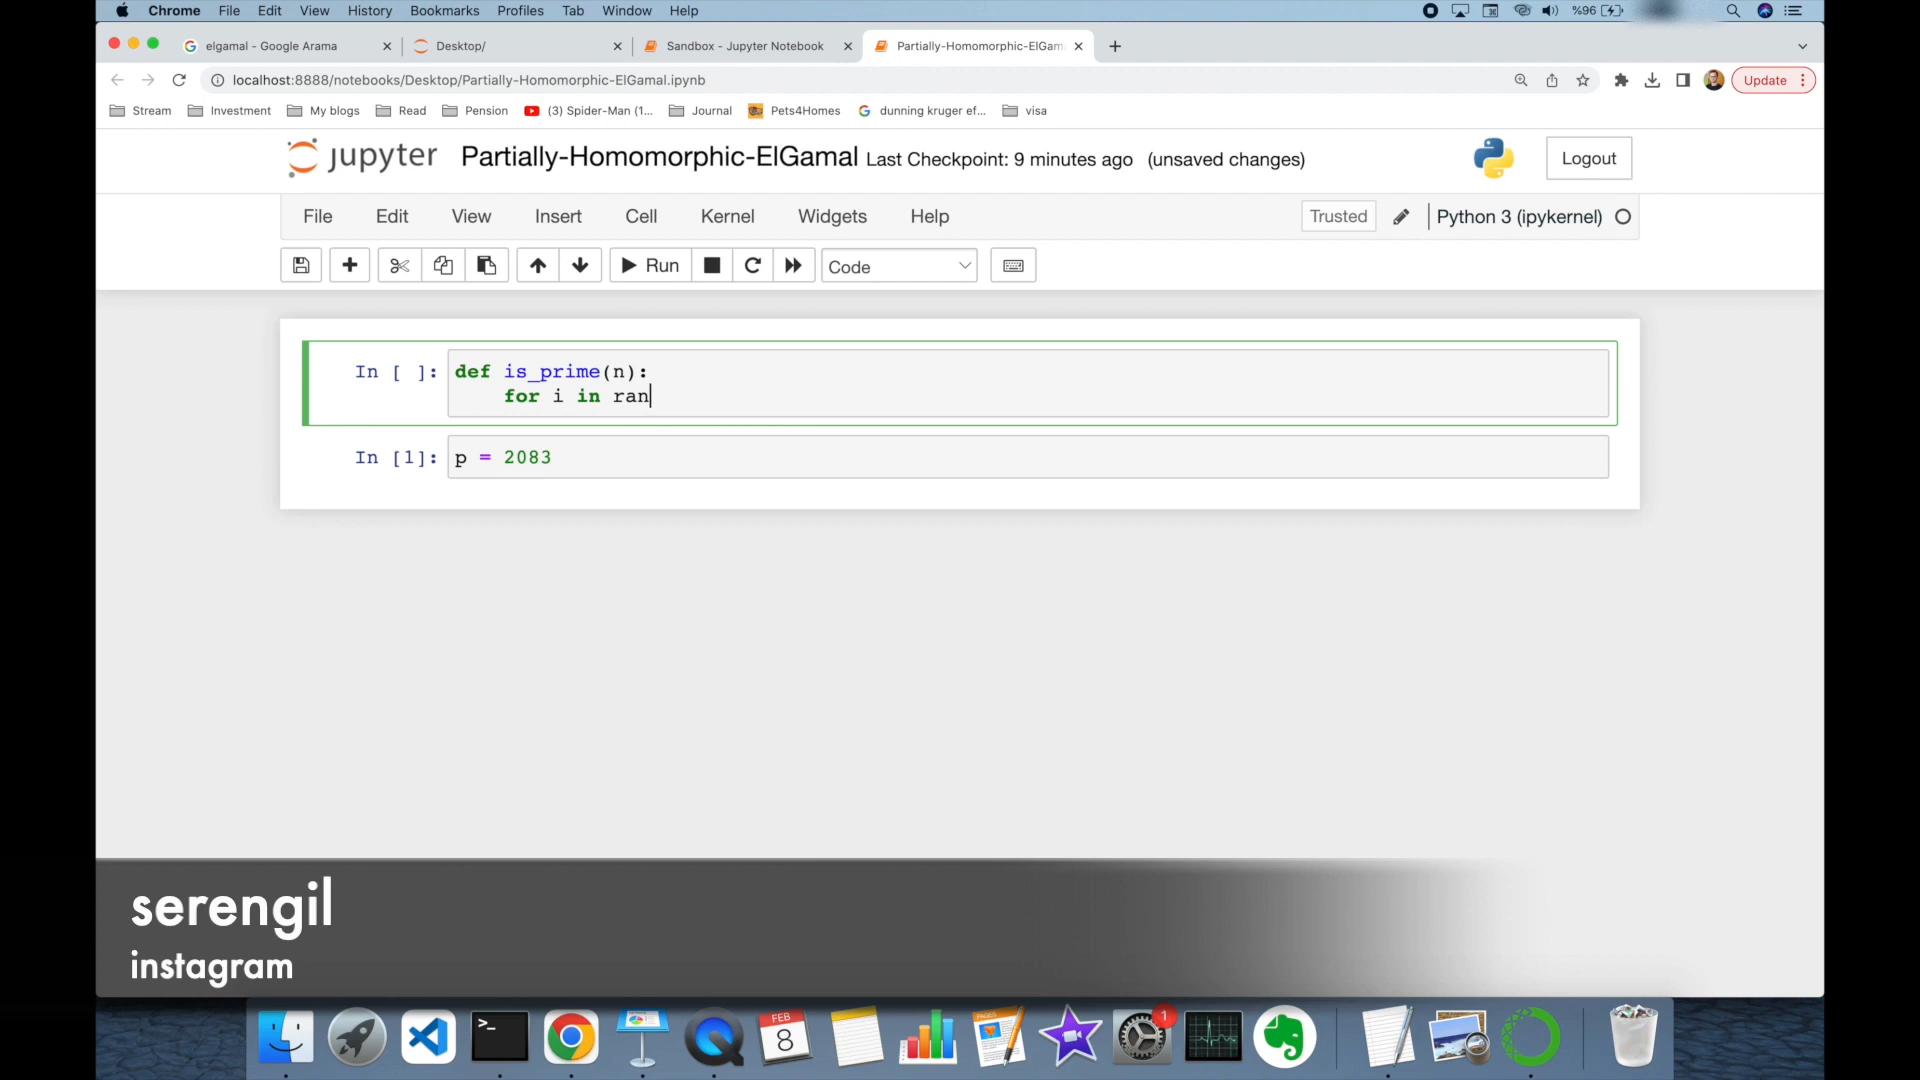 Chrome File Edit View History Bookmarks Profiles Tab Window Help %96
elgamal - Google Arama Desktop/ Sandbox - Jupyter Notebook Partially-Homomorphic-ElGam
localhost:8888/notebooks/Desktop/Partially-Homomorphic-ElGamal.ipynb Update
Stream Investment My blogs Read Pension (3) Spider-Man (1... Journal Pets4Homes dunning kruger ef... visa
jupyter Partially-Homomorphic-ElGamal Last Checkpoint: 9 minutes ago (unsaved changes) Logout
File Edit View Insert Cell Kernel Widgets Help Trusted Python 3 (ipykernel)
Run Code
In [ ]: def is_prime(n):
for i in ran
In [1]: p = 2083
serengil
instagram
FEB
8
PAGES
1